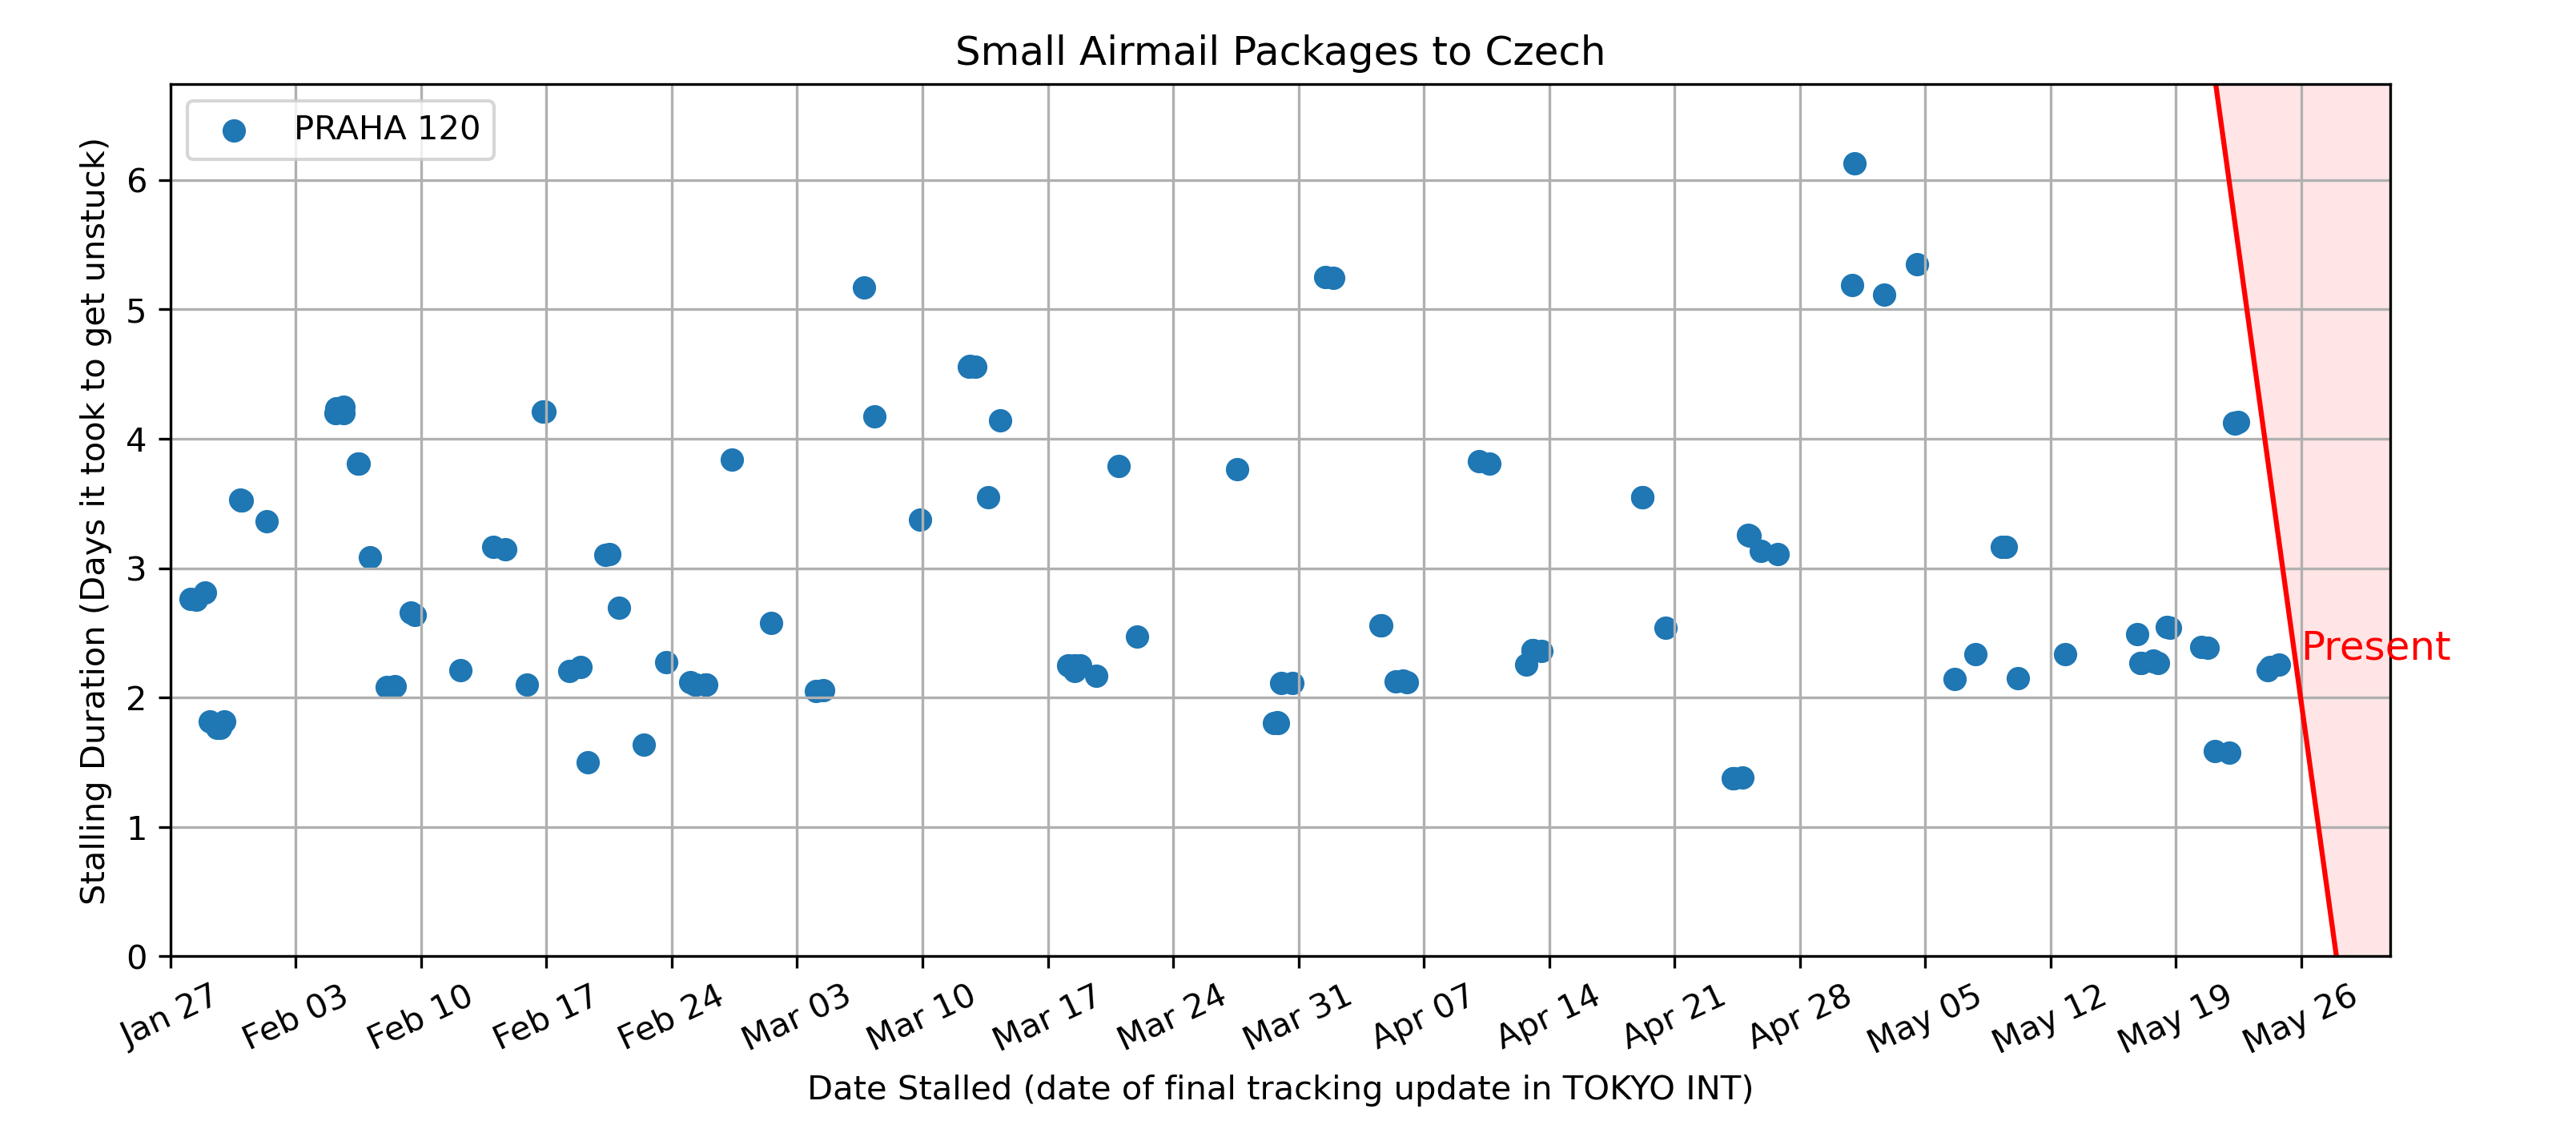 Small Airmail Packages to Czech
PRAHA 120
Stalling Duration (Days it took to get unstuck)
6
5
4
3
2
1
0
Present
Jan 27
Feb 03
Feb 10
Feb 17
Feb 24
Mar 03
Mar 10
Mar 17
Mar 24
Mar 31
Apr 07
Apr 14
Apr 21
Apr 28
May 05
May 12
May 19
May 26
Date Stalled (date of final tracking update in TOKYO INT)